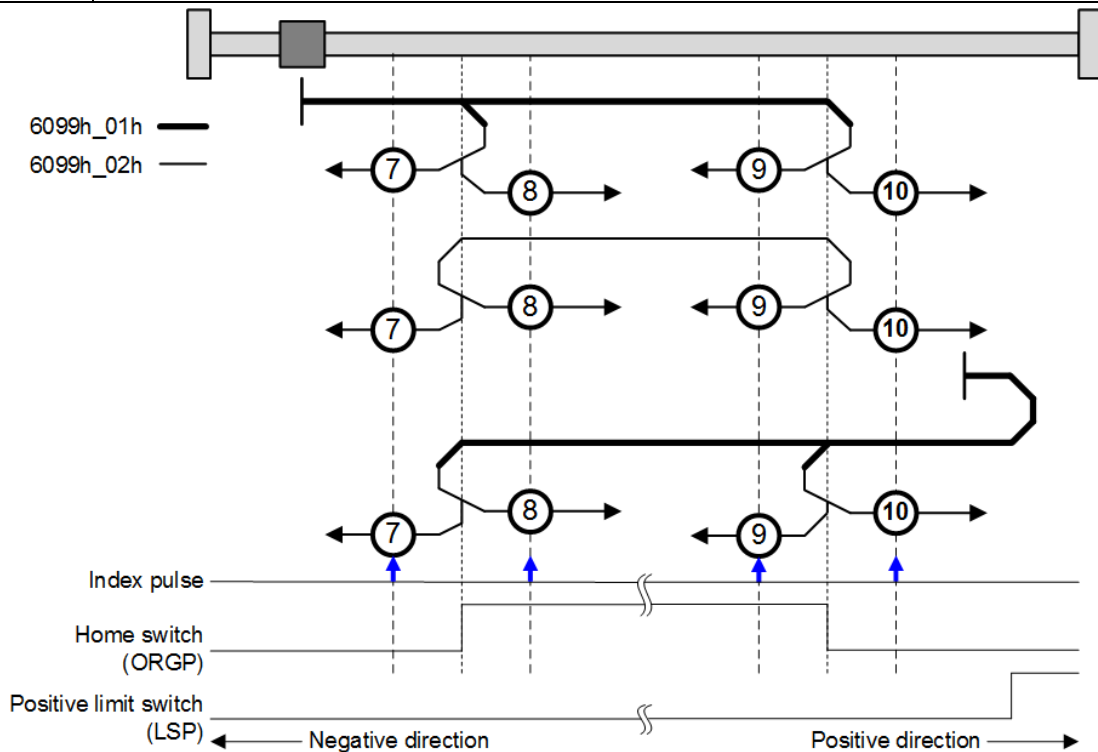 6099h_01h
6099h_02h
7
8
9
10
7
8
9
10
7
8
9
10
Index pulse
Home switch
(ORGP)
Positive limit switch
(LSP)
Negative direction
Positive direction